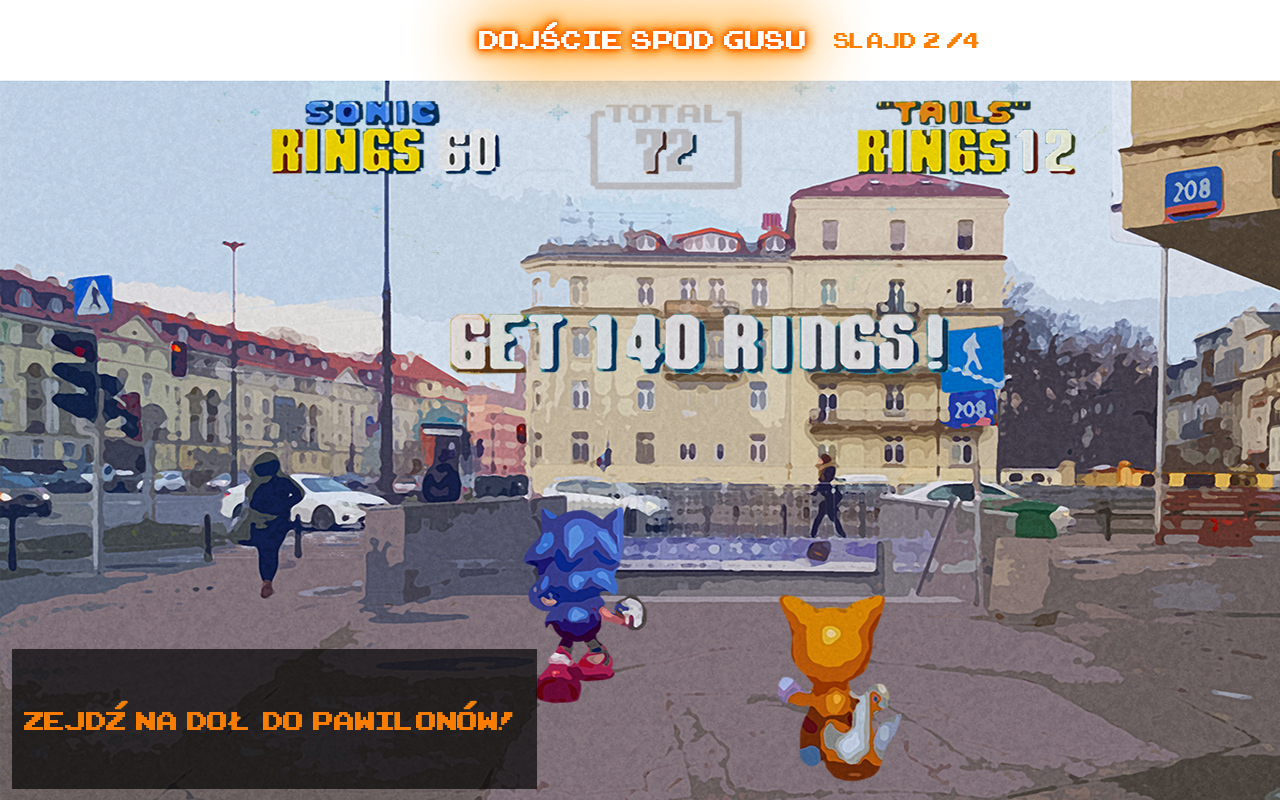 DOJŚCIE SPOD GUSU SLAJD 2/4
SONIC
RINGS 60
TOTAL
72
"TAILS"
RINGS 12
208
GET 140 RINGS!
208
ZEJDŹ NA DOŁ DO PAWILONÓW!